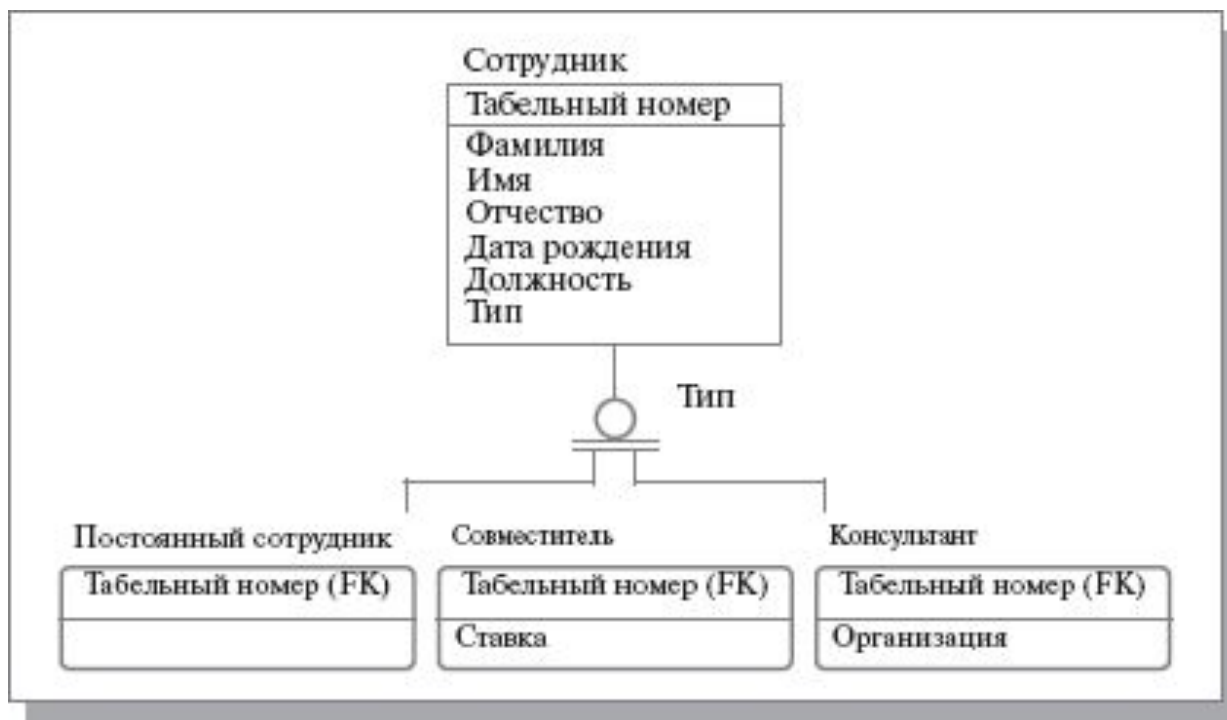 Сотрудник
Табельный номер
Фамилия
Имя
Отчество
Дата рождения
Должность
Тип
Тип
Постоянный сотрудник
Табельный номер (FK)
Совместитель
Табельный номер (FK)
Ставка
Консультант
Табельный номер (FK)
Организация